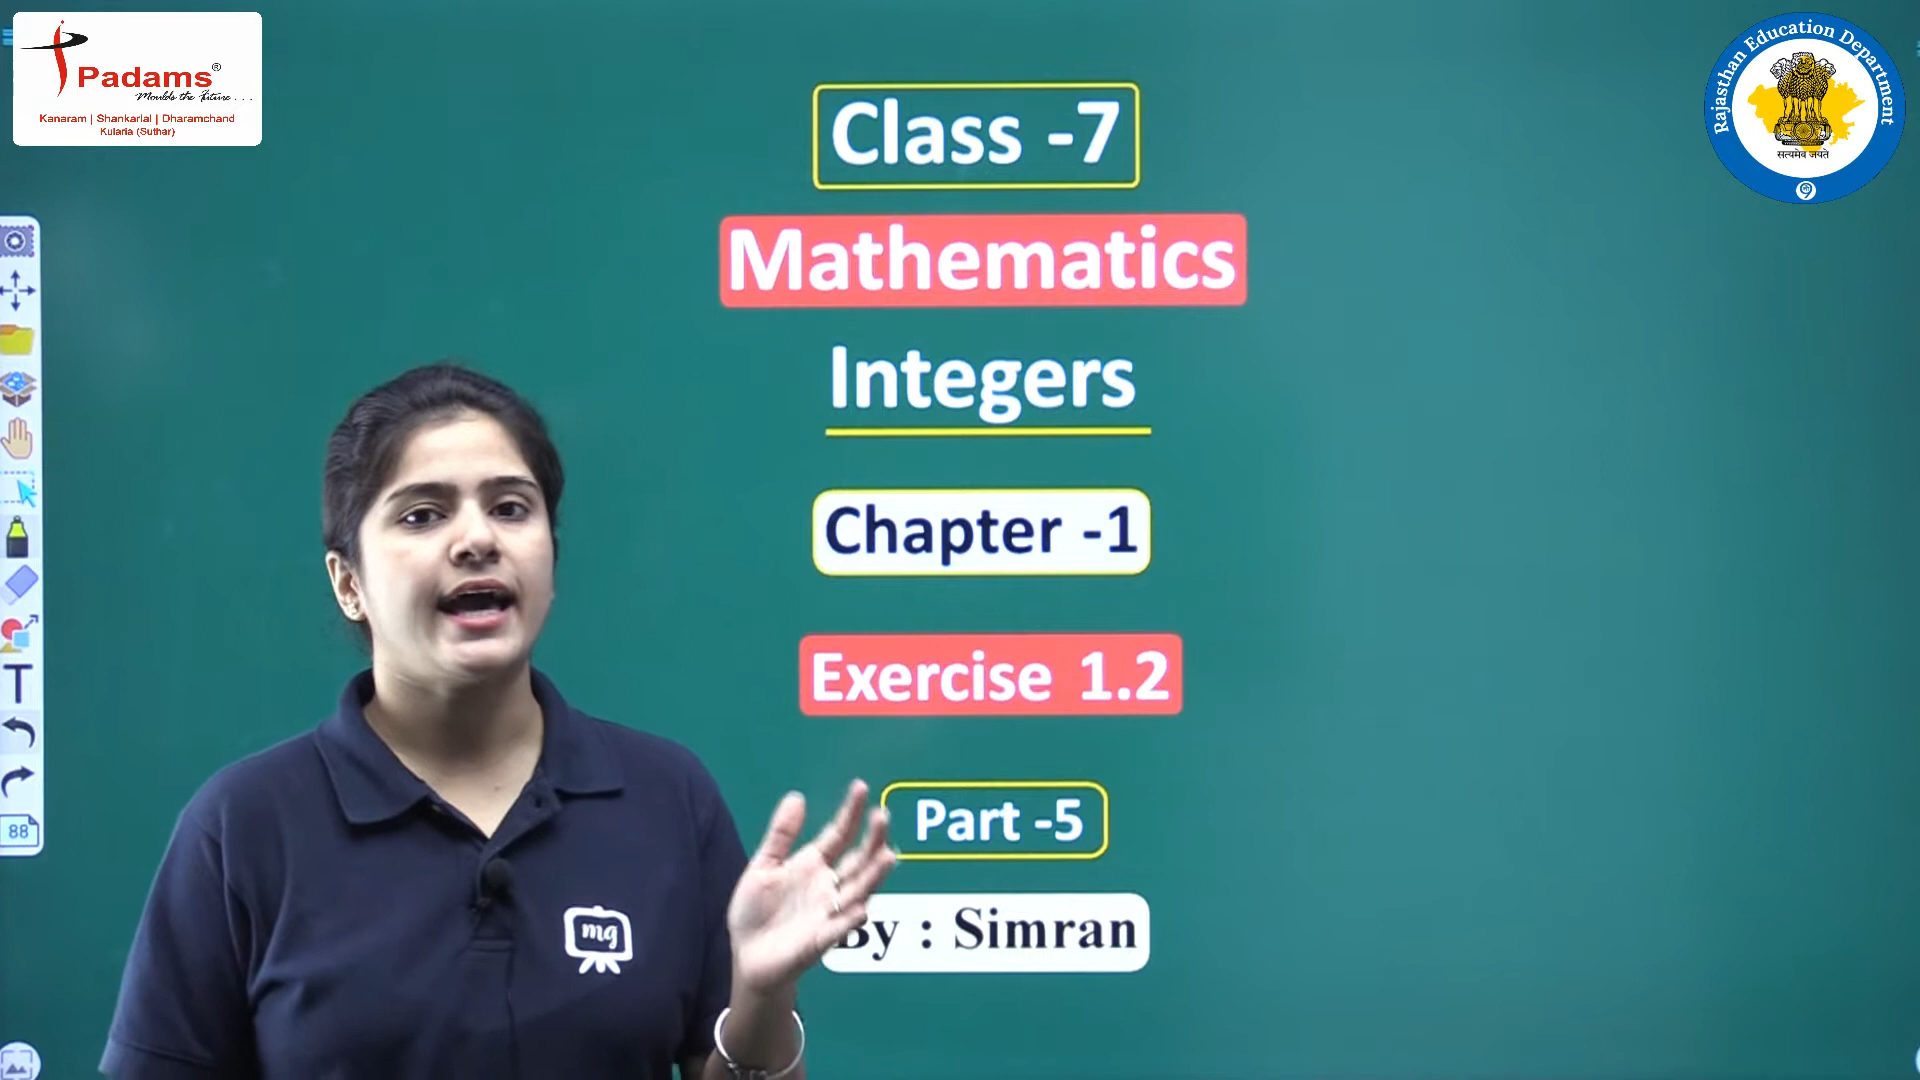 Padams®
Moulds the future . . .
Kanaram | Shankarlal | Dharamchand
Kularia (Suthar)
Rajasthan Education Department
सत्यमेव जयते
Class -7
Mathematics
Integers
Chapter -1
Exercise 1.2
Part -5
By : Simran
mg
T
88